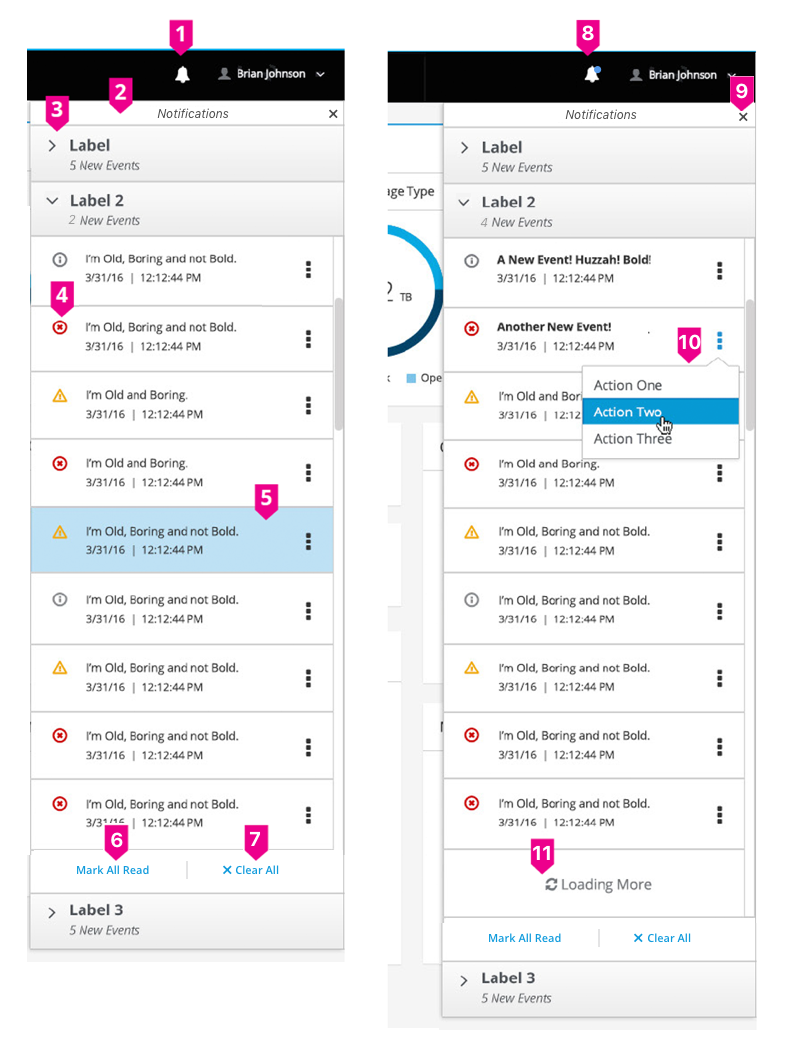 1
Brian Johnson
2
Notifications
3
Label
5 New Events
Label 2
2 New Events
I'm Old, Boring and not Bold.
3/31/16 | 12:12:44 PM
4
I'm Old, Boring and not Bold.
3/31/16 | 12:12:44 PM
I'm Old and Boring.
3/31/16 | 12:12:44 PM
I'm Old and Boring.
3/31/16 | 12:12:44 PM
5
I'm Old, Boring and not Bold.
3/31/16 | 12:12:44 PM
I'm Old, Boring and not Bold.
3/31/16 | 12:12:44 PM
I'm Old, Boring and not Bold.
3/31/16 | 12:12:44 PM
I'm Old, Boring and not Bold.
3/31/16 | 12:12:44 PM
I'm Old, Boring and not Bold.
3/31/16 | 12:12:44 PM
6
7
Mark All Read
Clear All
Label 3
5 New Events
8
Brian Johnson
9
Notifications
Label
5 New Events
age Type
Label 2
4 New Events
A New Event! Huzzah! Bold!
3/31/16 | 12:12:44 PM
2 TB
Another New Event!
3/31/16 | 12:12:44 PM
10
Ope
Action One
Action Two
Action Three
I'm Old and Bor
3/31/16 | 12:12
I'm Old and Boring.
3/31/16 | 12:12:44 PM
I'm Old, Boring and not Bold.
3/31/16 | 12:12:44 PM
I'm Old, Boring and not Bold.
3/31/16 | 12:12:44 PM
I'm Old, Boring and not Bold.
3/31/16 | 12:12:44 PM
I'm Old, Boring and not Bold.
3/31/16 | 12:12:44 PM
I'm Old, Boring and not Bold.
3/31/16 | 12:12:44 PM
11
Loading More
Mark All Read
Clear All
Label 3
5 New Events